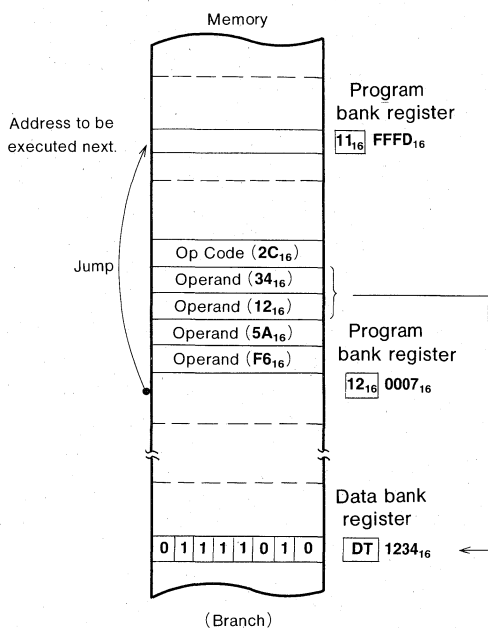 Memory
Program
bank register
11₁₆ FFFD₁₆
Address to be
executed next.
Jump
Op Code (2C₁₆)
Operand (34₁₆)
Operand (12₁₆)
Operand (5A₁₆)
Operand (F6₁₆)
Program
bank register
12₁₆ 0007₁₆
Data bank
register
0 1 1 1 1 0 1 0
DT 1234₁₆
(Branch)